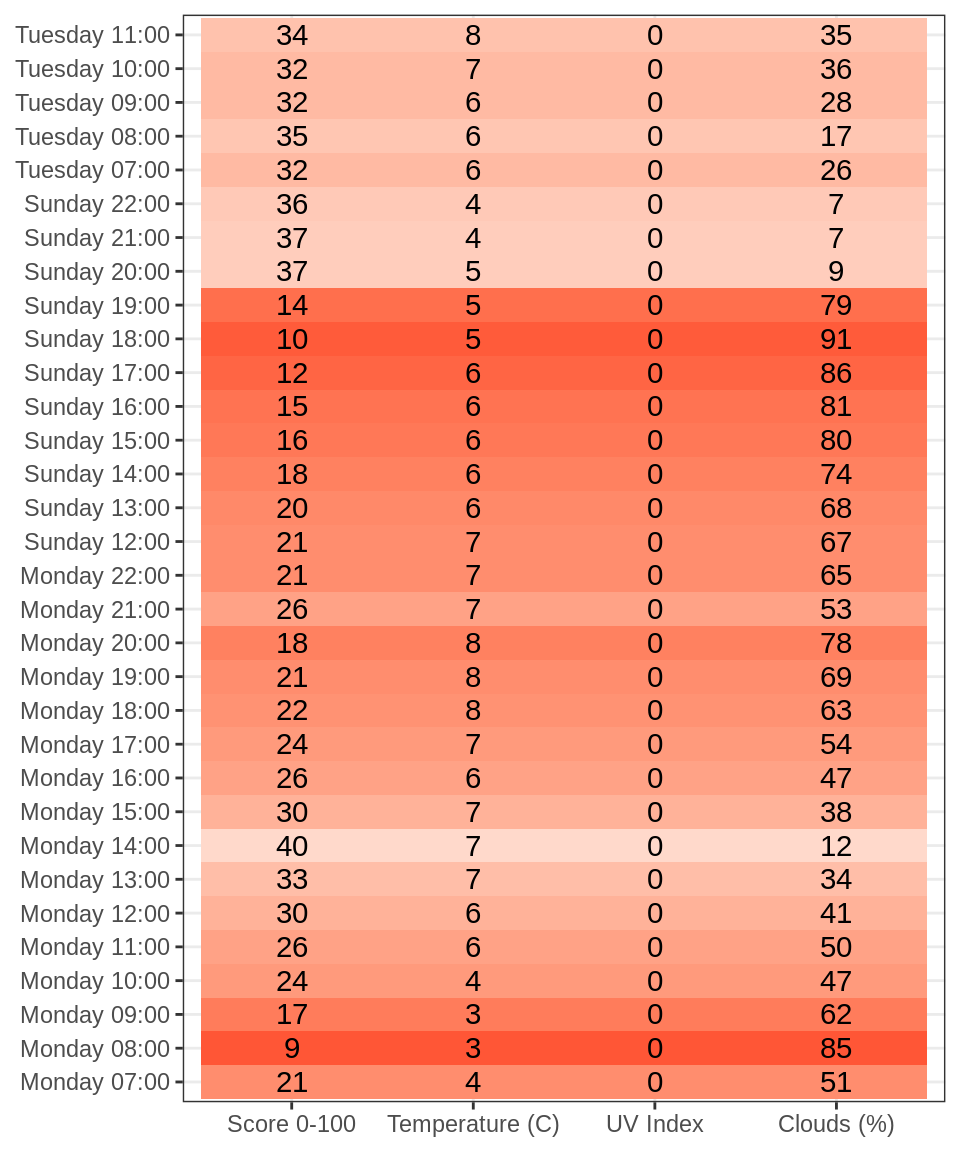 Tuesday 11:00 34 8 0 35
Tuesday 10:00 32 7 0 36
Tuesday 09:00 32 6 0 28
Tuesday 08:00 35 6 0 17
Tuesday 07:00 32 6 0 26
Sunday 22:00 36 4 0 7
Sunday 21:00 37 4 0 7
Sunday 20:00 37 5 0 9
Sunday 19:00 14 5 0 79
Sunday 18:00 10 5 0 91
Sunday 17:00 12 6 0 86
Sunday 16:00 15 6 0 81
Sunday 15:00 16 6 0 80
Sunday 14:00 18 6 0 74
Sunday 13:00 20 6 0 68
Sunday 12:00 21 7 0 67
Monday 22:00 21 7 0 65
Monday 21:00 26 7 0 53
Monday 20:00 18 8 0 78
Monday 19:00 21 8 0 69
Monday 18:00 22 8 0 63
Monday 17:00 24 7 0 54
Monday 16:00 26 6 0 47
Monday 15:00 30 7 0 38
Monday 14:00 40 7 0 12
Monday 13:00 33 7 0 34
Monday 12:00 30 6 0 41
Monday 11:00 26 6 0 50
Monday 10:00 24 4 0 47
Monday 09:00 17 3 0 62
Monday 08:00 9 3 0 85
Monday 07:00 21 4 0 51
Score 0-100 Temperature (C) UV Index Clouds (%)